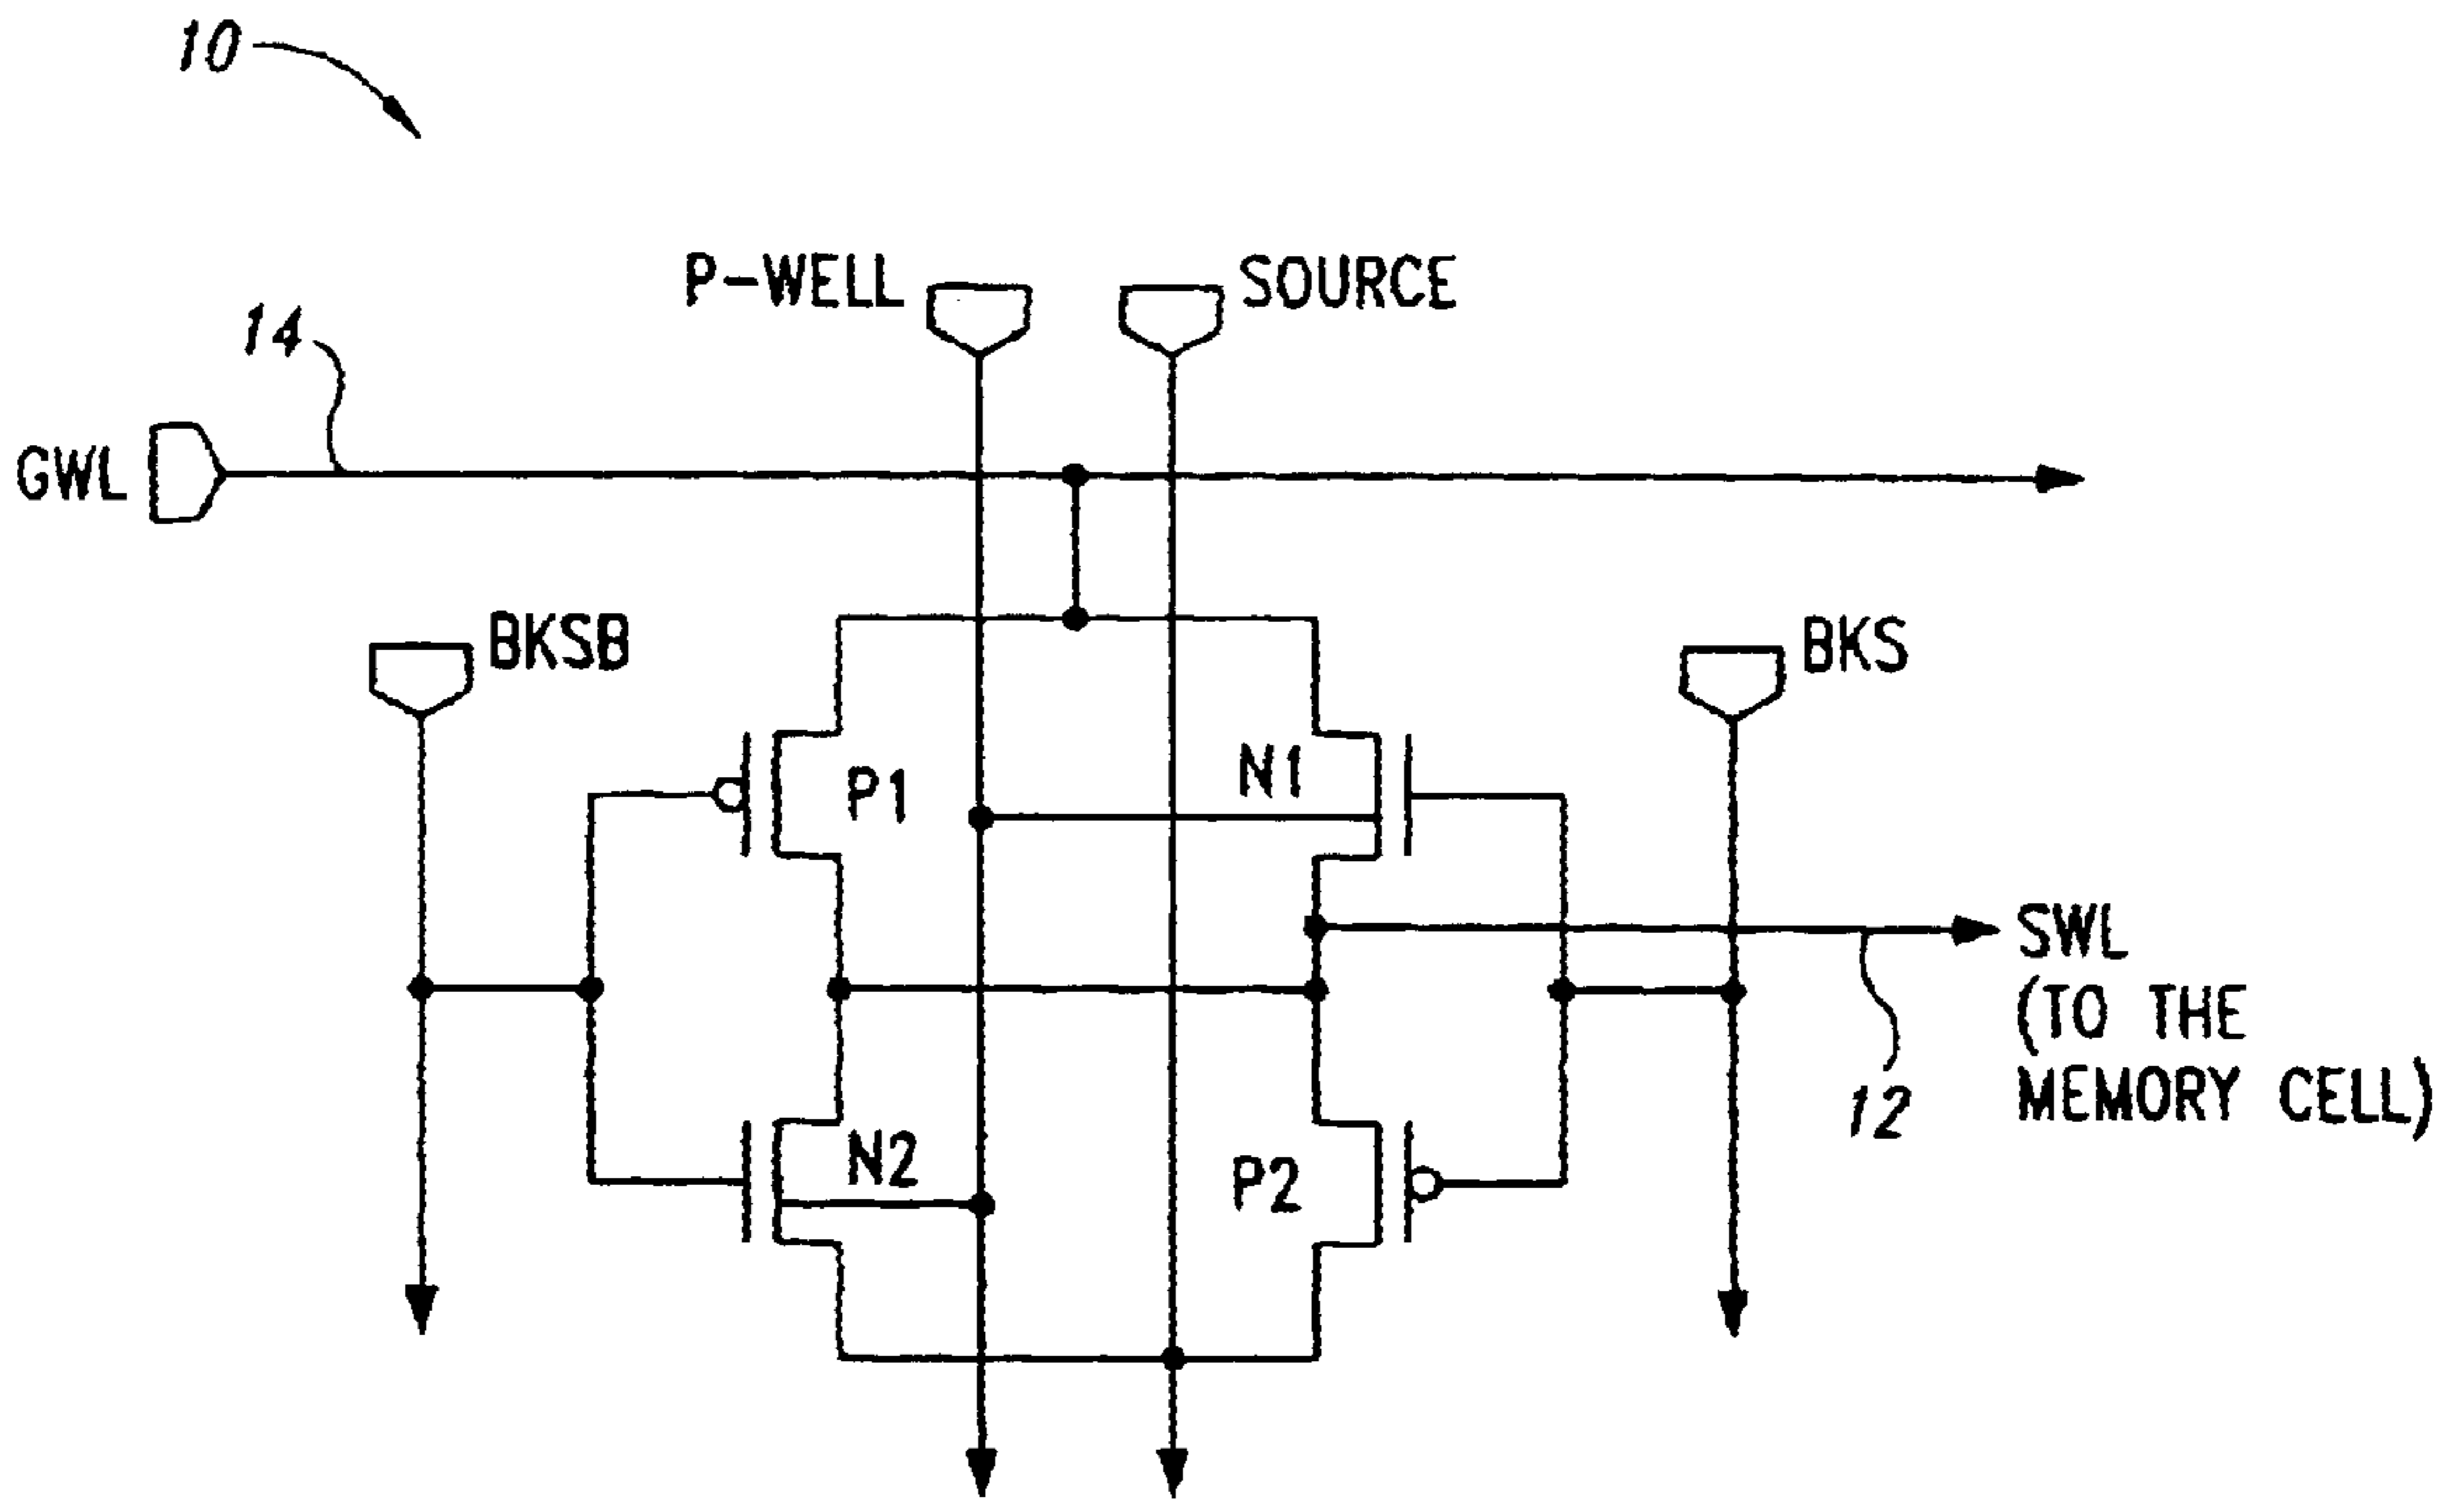 10
P-WELL
SOURCE
14
GWL
BKSB
BKS
P1
N1
SWL
(TO THE
MEMORY CELL)
12
N2
P2